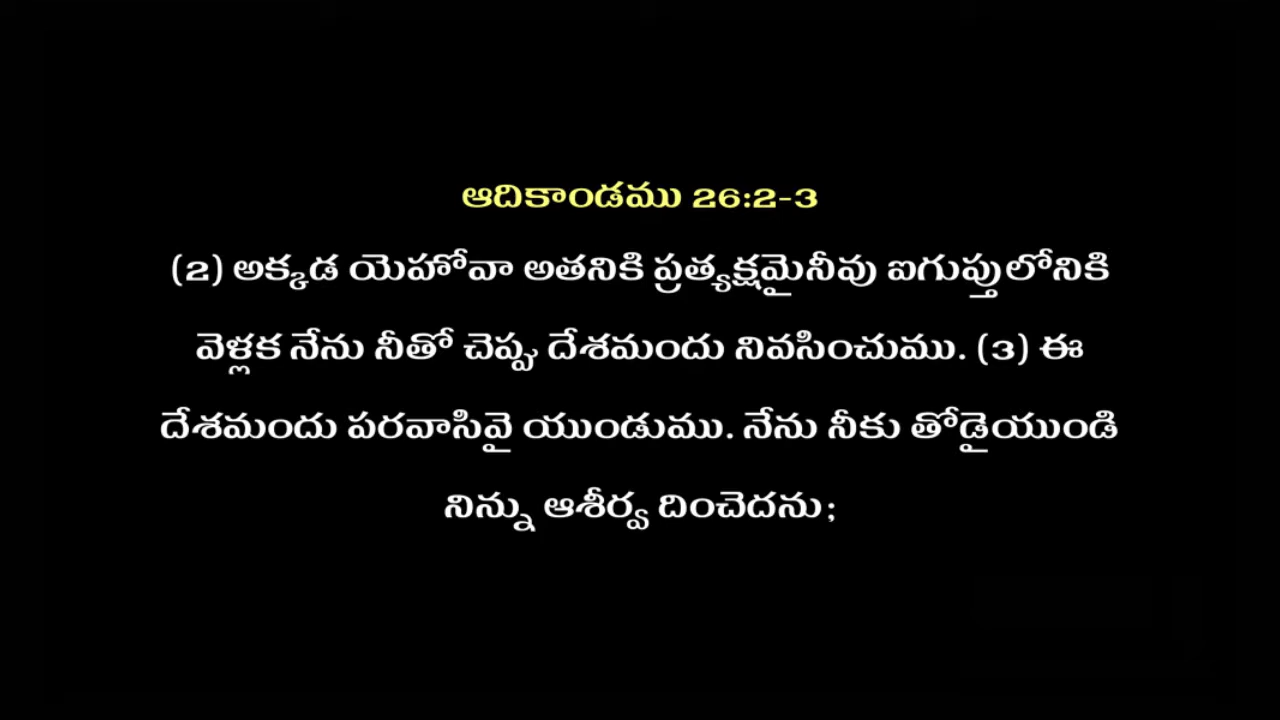 ఆదికాండము 26:2-3
(2) అక్కడ యెహోవా అతనికి ప్రత్యక్షమైనీవు ఐగుప్తులోనికి
వెళ్లక నేను నీతో చెప్పు దేశమందు నివసించుము. (3) ఈ
దేశమందు పరవాసివై యుండుము. నేను నీకు తోడైయుండి
నిన్ను ఆశీర్వ దించెదను;